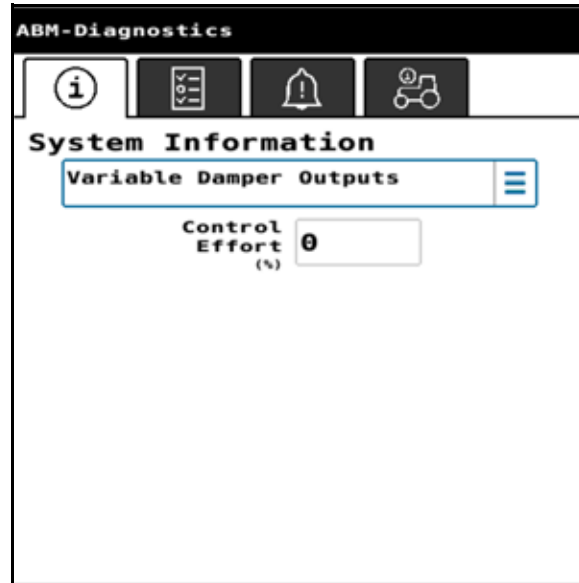 ABM-Diagnostics
System Information
Variable Damper Outputs
Control
Effort
(%)
0